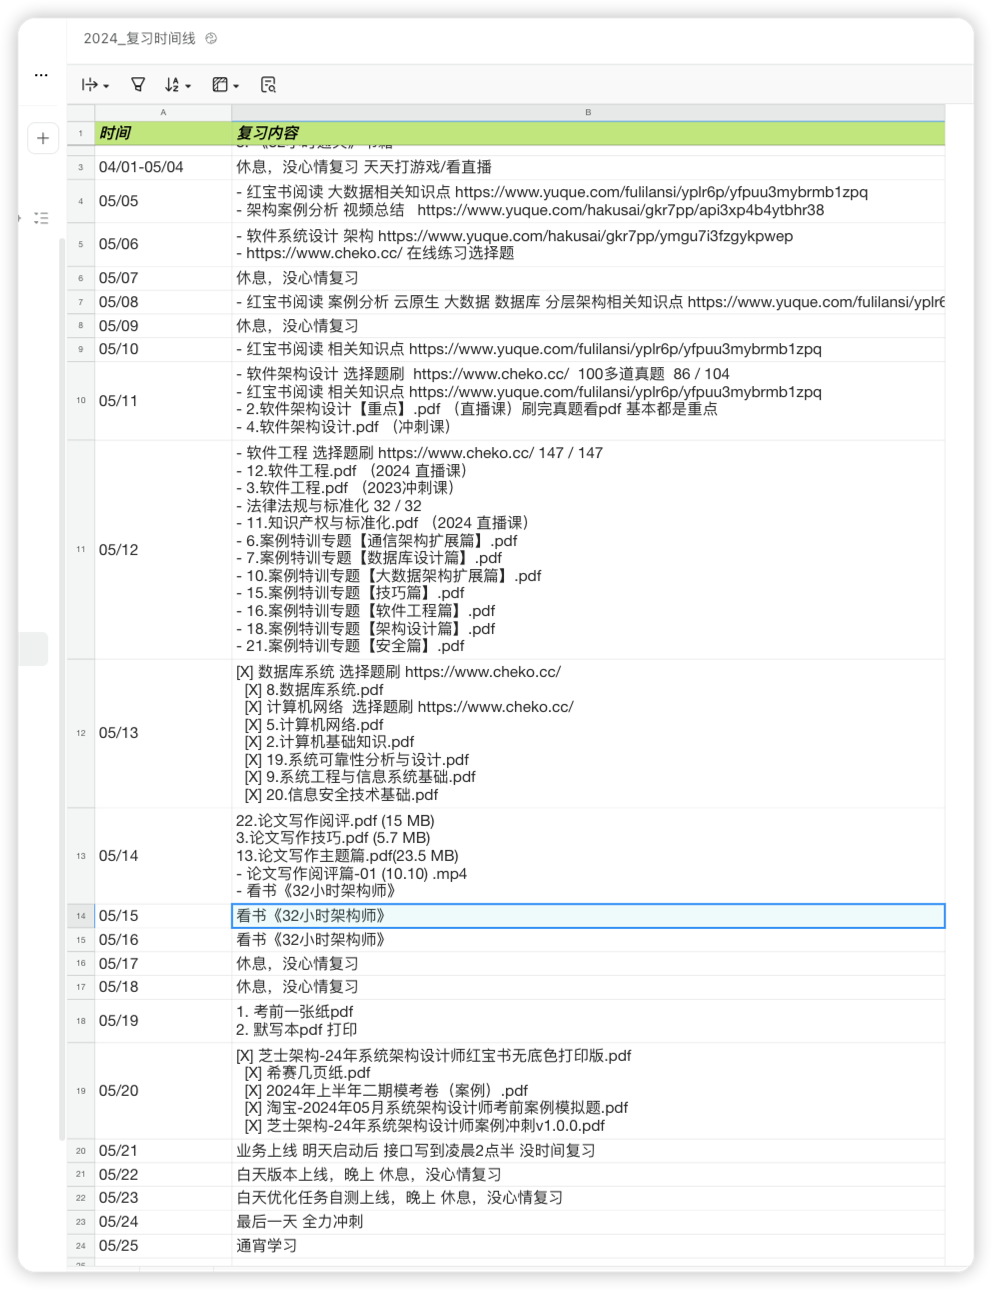 2024_复习时间线
A
B
1
时间
复习内容
3
04/01-05/04
休息，没心情复习 天天打游戏/看直播
4
05/05
- 红宝书阅读 大数据相关知识点 https://www.yuque.com/fulilansi/yplr6p/yfpuu3mybrmb1zpq
- 架构案例分析 视频总结 https://www.yuque.com/hakusai/gkr7pp/api3xp4b4ytbhr38
5
05/06
- 软件系统设计 架构 https://www.yuque.com/hakusai/gkr7pp/ymgu7i3fzgykpwep
- https://www.cheko.cc/ 在线练习选择题
6
05/07
休息，没心情复习
7
05/08
- 红宝书阅读 案例分析 云原生 大数据 数据库 分层架构相关知识点 https://www.yuque.com/fulilansi/yplr6
8
05/09
休息，没心情复习
9
05/10
- 红宝书阅读 相关知识点 https://www.yuque.com/fulilansi/yplr6p/yfpuu3mybrmb1zpq
10
05/11
- 软件架构设计 选择题刷 https://www.cheko.cc/ 100多道真题 86 / 104
- 红宝书阅读 相关知识点 https://www.yuque.com/fulilansi/yplr6p/yfpuu3mybrmb1zpq
- 2.软件架构设计【重点】.pdf （直播课）刷完真题看pdf 基本都是重点
- 4.软件架构设计.pdf （冲刺课）
11
05/12
- 软件工程 选择题刷 https://www.cheko.cc/ 147 / 147
- 12.软件工程.pdf （2024 直播课）
- 3.软件工程.pdf （2023冲刺课）
- 法律法规与标准化 32 / 32
- 11.知识产权与标准化.pdf （2024 直播课）
- 6.案例特训专题【通信架构扩展篇】.pdf
- 7.案例特训专题【数据库设计篇】.pdf
- 10.案例特训专题【大数据架构扩展篇】.pdf
- 15.案例特训专题【技巧篇】.pdf
- 16.案例特训专题【软件工程篇】.pdf
- 18.案例特训专题【架构设计篇】.pdf
- 21.案例特训专题【安全篇】.pdf
12
05/13
[X] 数据库系统 选择题刷 https://www.cheko.cc/
[X] 8.数据库系统.pdf
[X] 计算机网络 选择题刷 https://www.cheko.cc/
[X] 5.计算机网络.pdf
[X] 2.计算机基础知识.pdf
[X] 19.系统可靠性分析与设计.pdf
[X] 9.系统工程与信息系统基础.pdf
[X] 20.信息安全技术基础.pdf
13
05/14
22.论文写作阅评.pdf (15 MB)
3.论文写作技巧.pdf (5.7 MB)
13.论文写作主题篇.pdf(23.5 MB)
- 论文写作阅评篇-01 (10.10) .mp4
- 看书《32小时架构师》
14
05/15
看书《32小时架构师》
15
05/16
看书《32小时架构师》
16
05/17
休息，没心情复习
17
05/18
休息，没心情复习
18
05/19
1. 考前一张纸pdf
2. 默写本pdf 打印
19
05/20
[X] 芝士架构-24年系统架构设计师红宝书无底色打印版.pdf
[X] 希赛几页纸.pdf
[X] 2024年上半年二期模考卷（案例）.pdf
[X] 淘宝-2024年05月系统架构设计师考前案例模拟题.pdf
[X] 芝士架构-24年系统架构设计师案例冲刺v1.0.0.pdf
20
05/21
业务上线 明天启动后 接口写到凌晨2点半 没时间复习
21
05/22
白天版本上线，晚上 休息，没心情复习
22
05/23
白天优化任务自测上线，晚上 休息，没心情复习
23
05/24
最后一天 全力冲刺
24
05/25
通宵学习